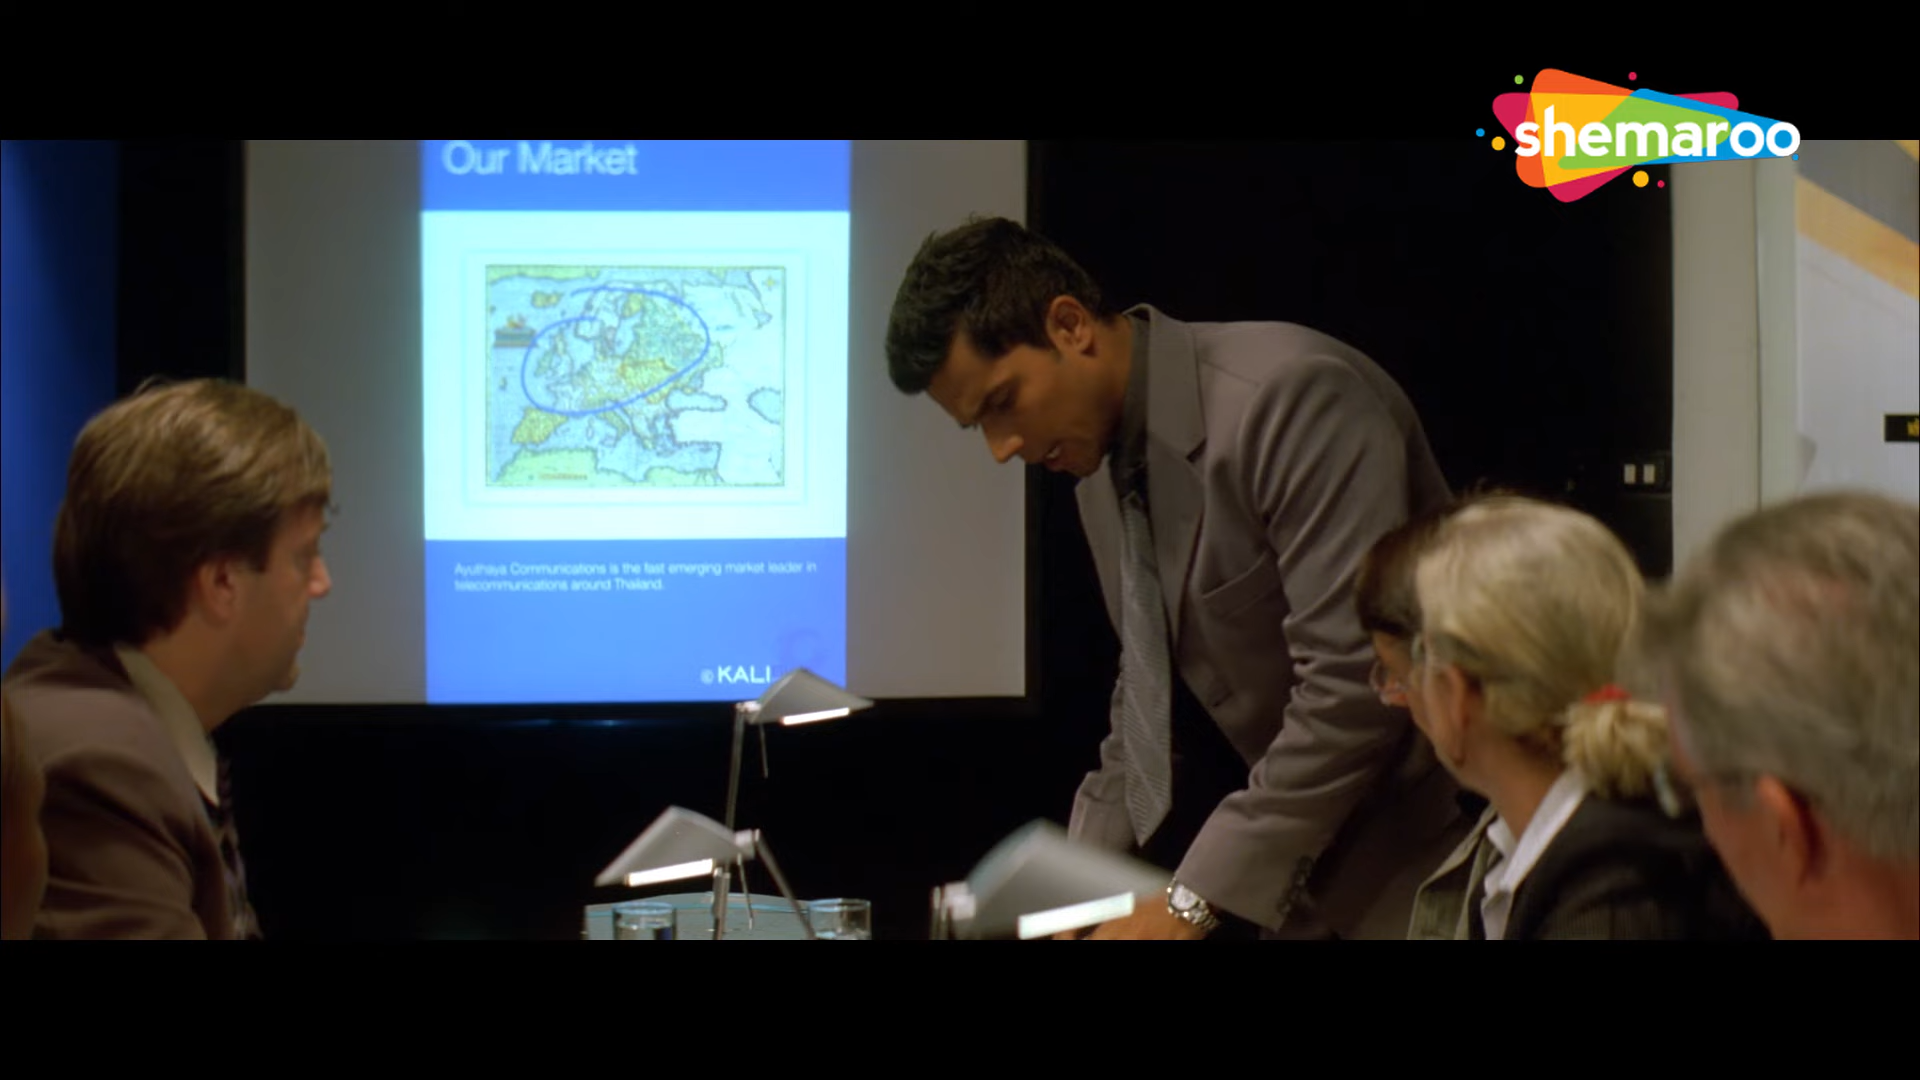 shemaroo
Our Market
Ayuthaya Communications is the fast emerging market leader in
telecommunications around Thailand.
© KALI